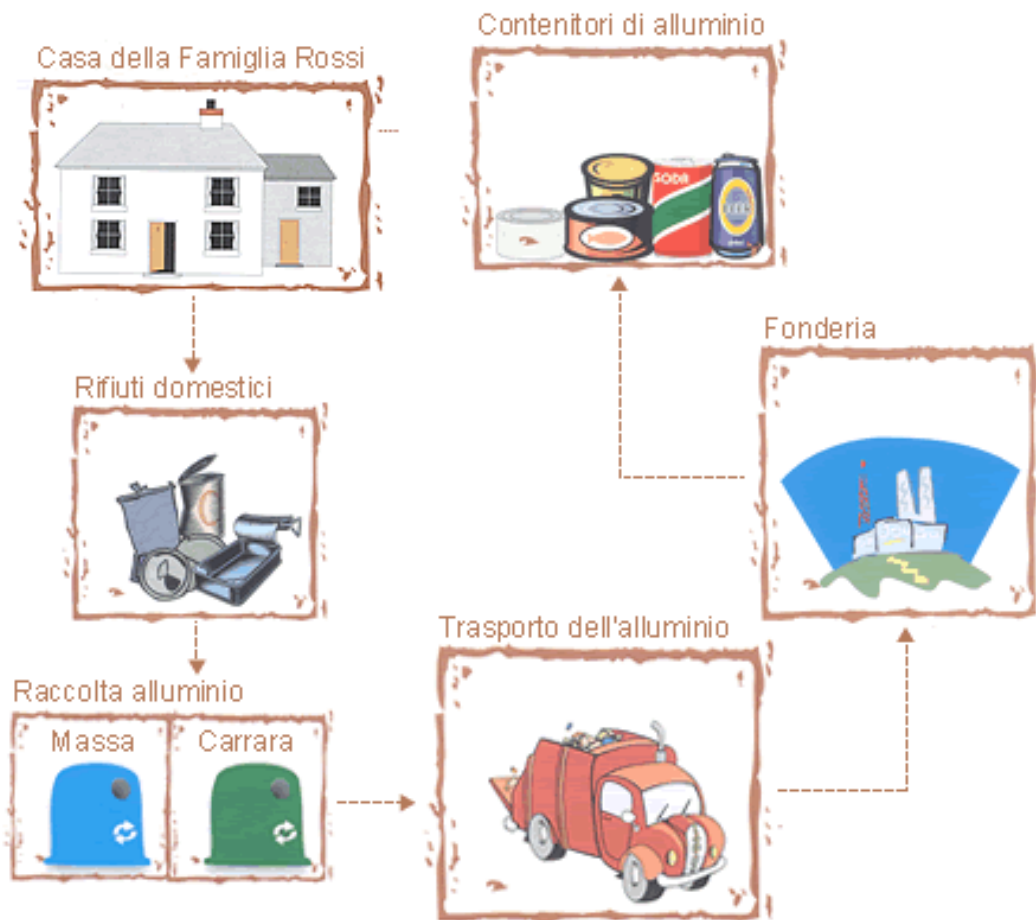 Casa della Famiglia Rossi
Contenitori di alluminio
SODA
Fonderia
Rifiuti domestici
Trasporto dell'alluminio
Raccolta alluminio
Massa
Carrara